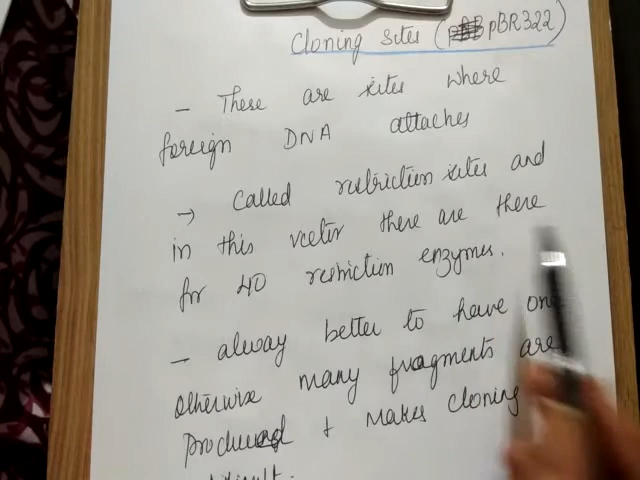 Cloning sites ( pBR322)
- These are sites where
foreign DNA attaches
→ Called restriction sites and
in this vector there are there
for 40 restriction enzymes.
- alway better to have one
otherwise many fragments are
produced + makes cloning